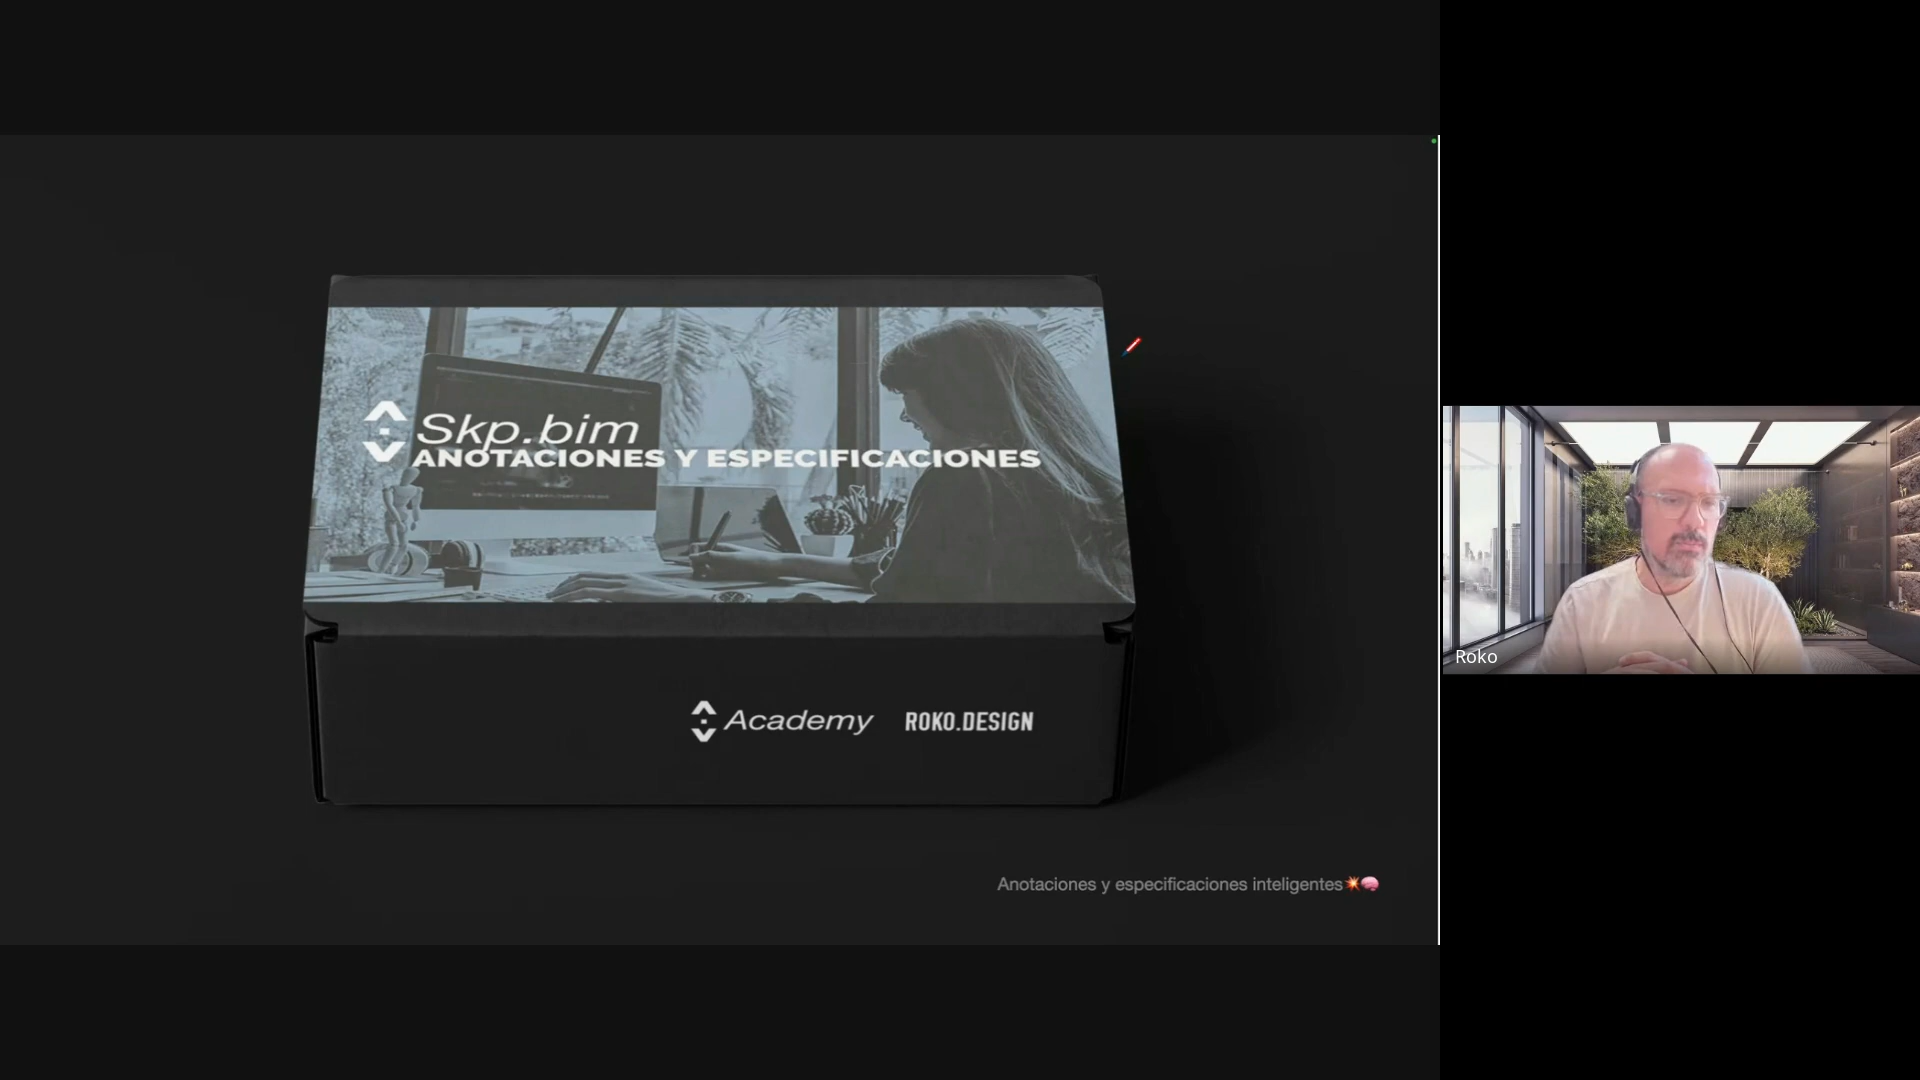 Skp.bim
ANOTACIONES Y ESPECIFICACIONES
Academy ROKO.DESIGN
Anotaciones y especificaciones inteligentes💥🧠
Roko